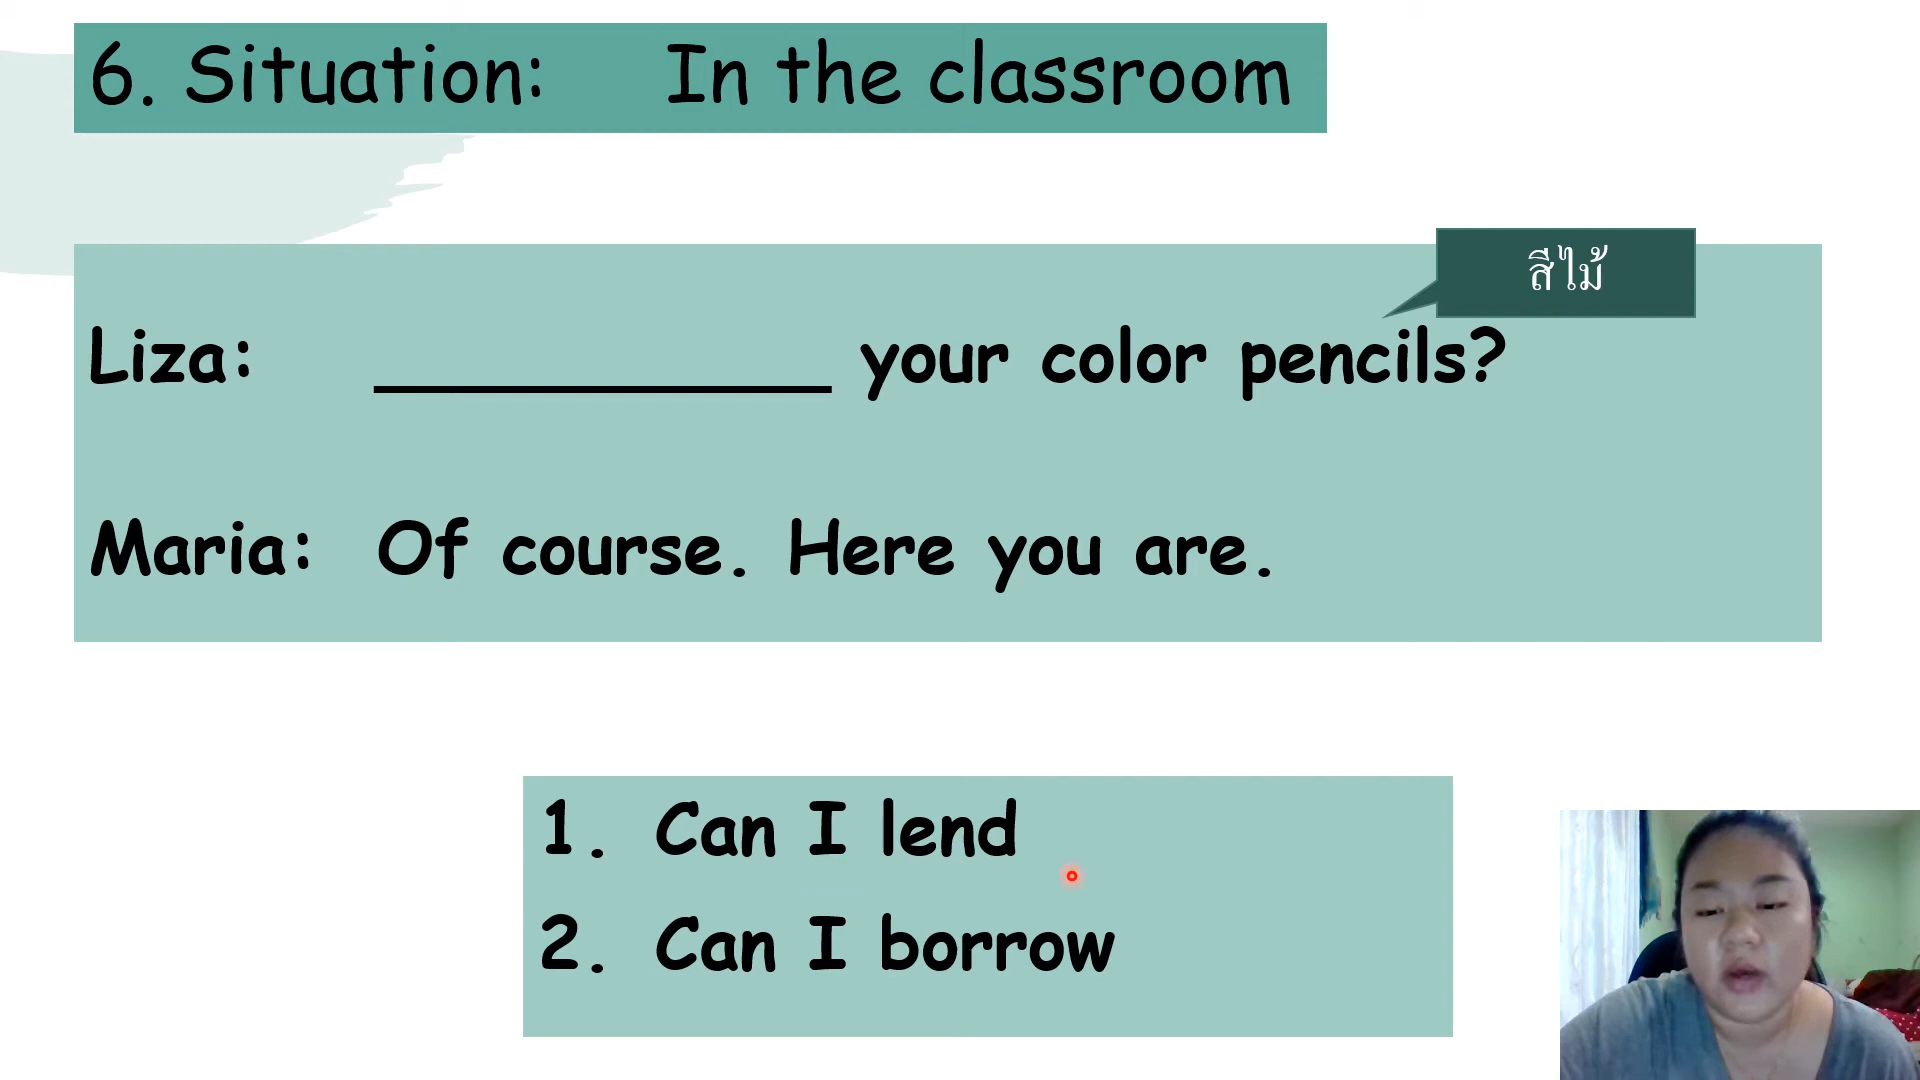 6. Situation: In the classroom
สีไม้
Liza: ___________ your color pencils?
Maria: Of course. Here you are.
1. Can I lend
2. Can I borrow